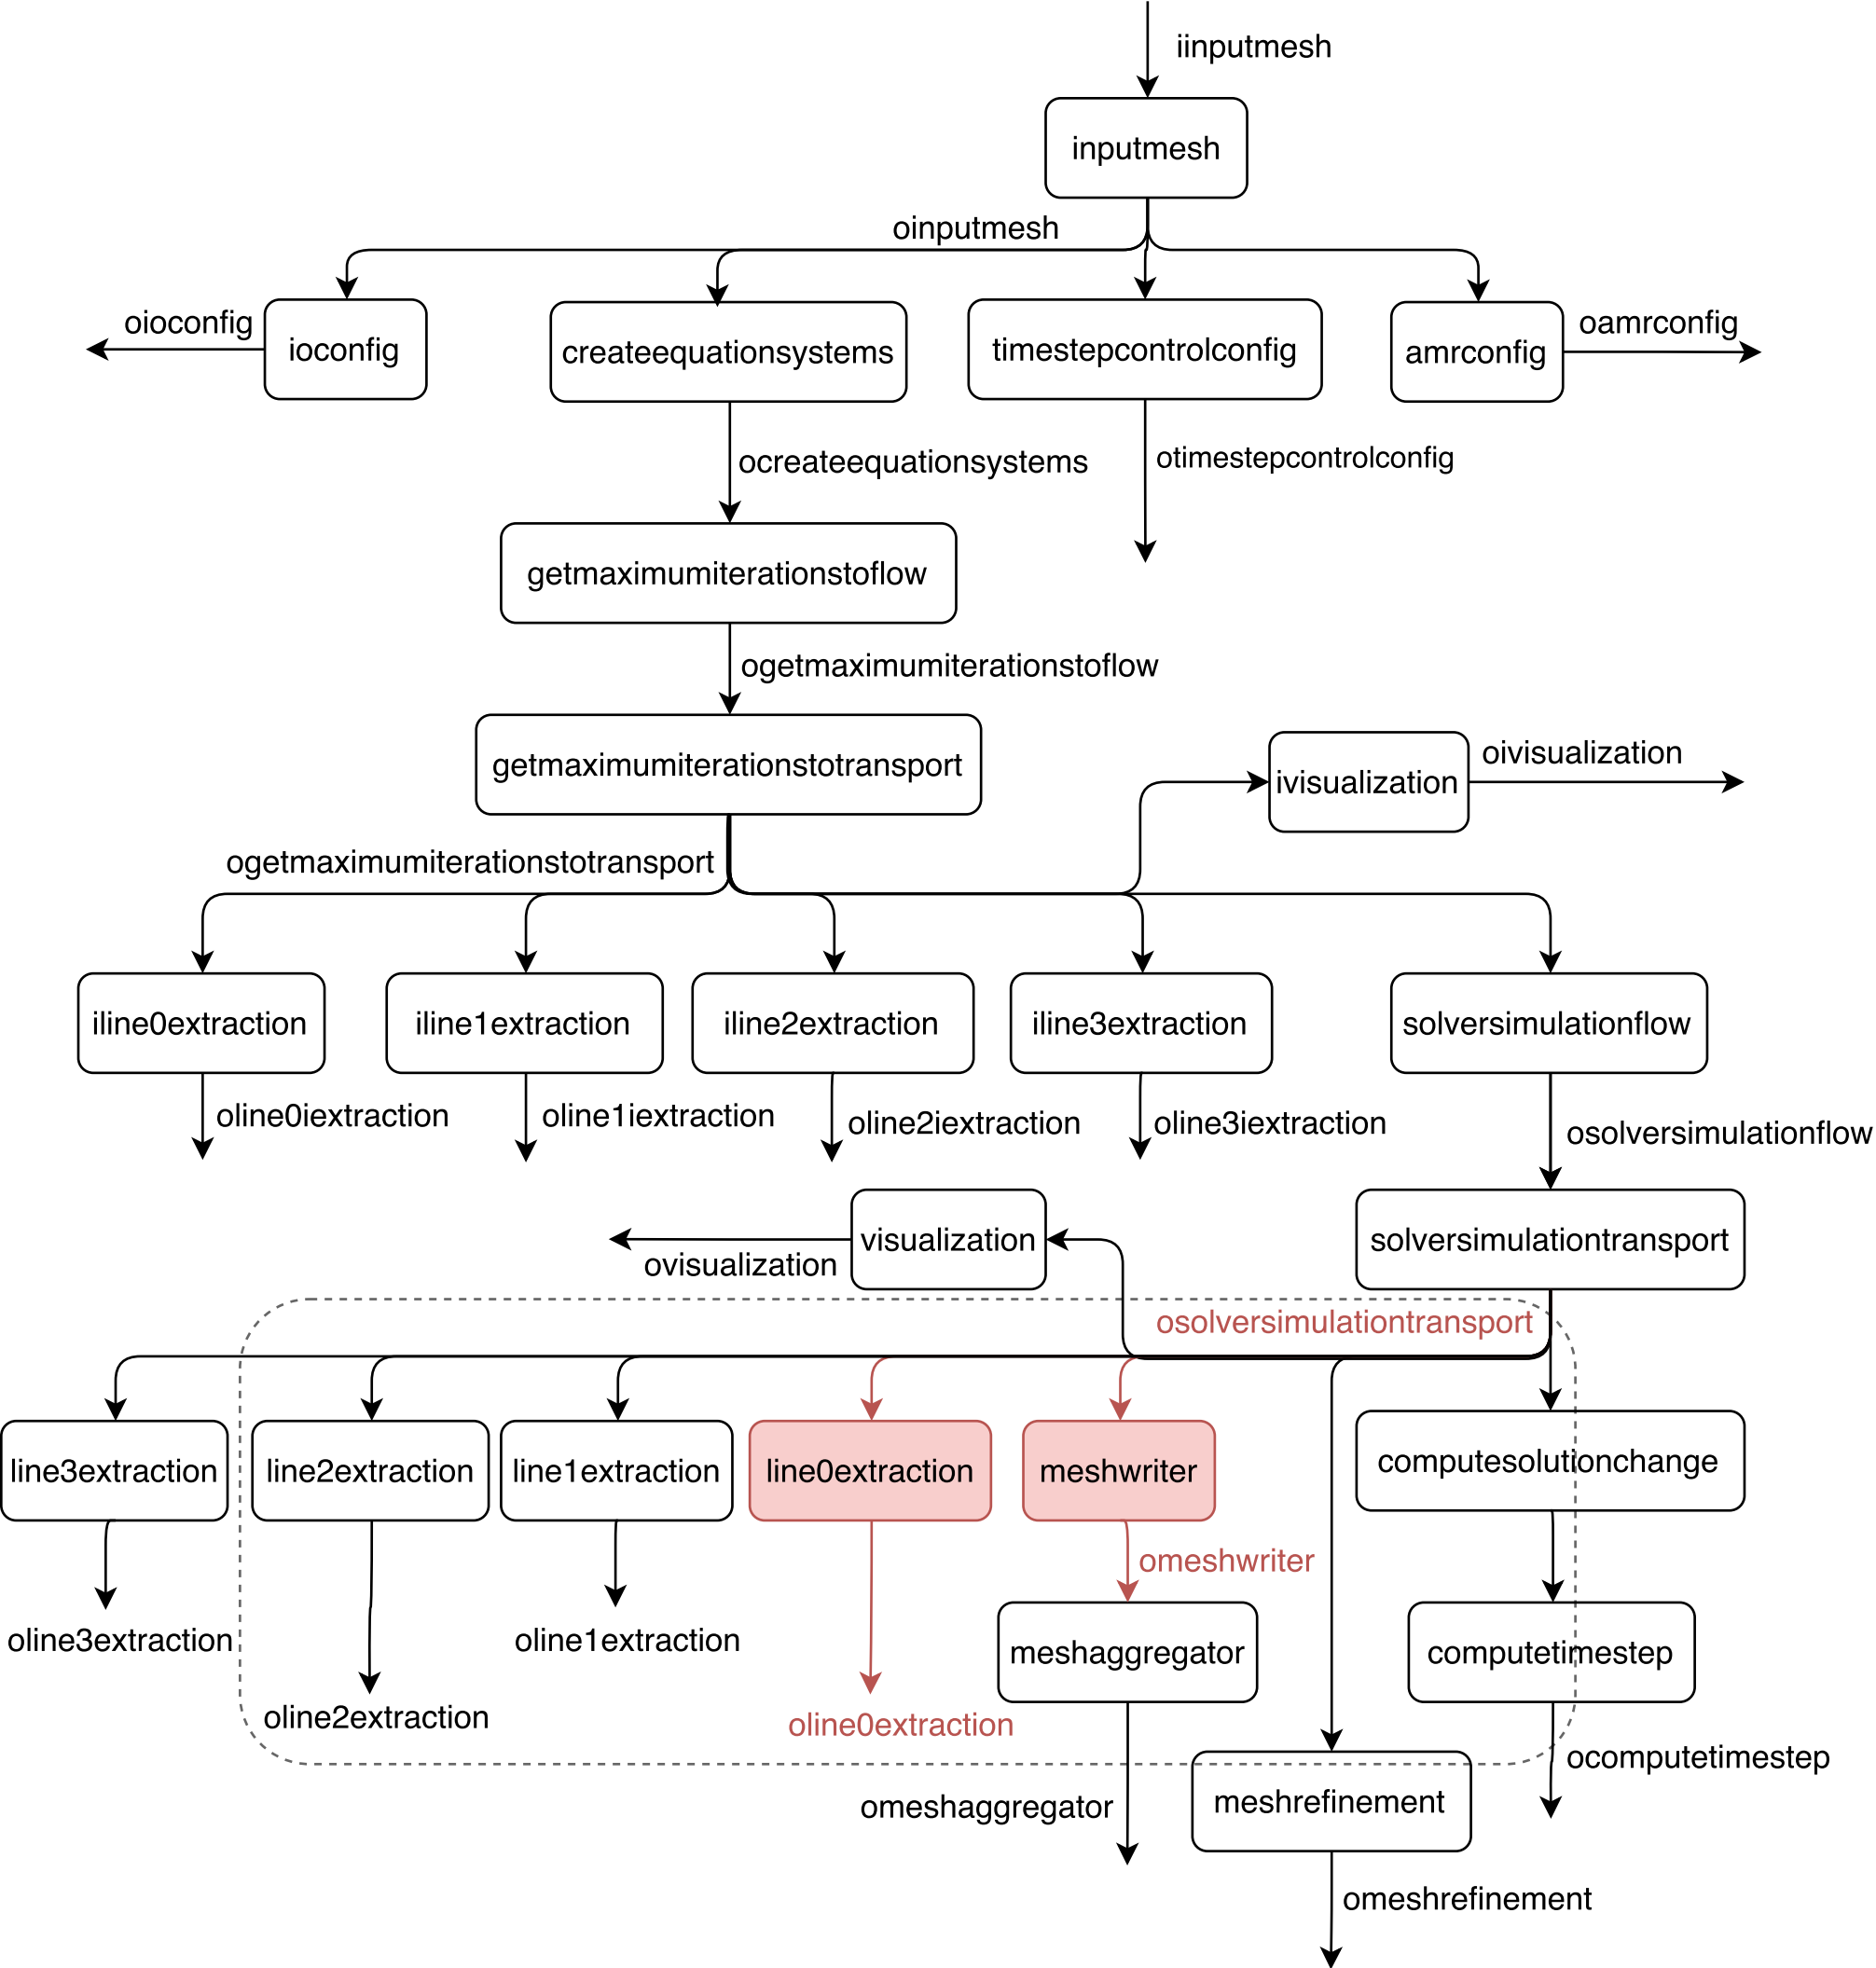 iinputmesh
inputmesh
oinputmesh
oioconfig
ioconfig
createequationsystems
timestepcontrolconfig
amrconfig
oamrconfig
ocreateequationsystems
otimestepcontrolconfig
getmaximumiterationstoflow
ogetmaximumiterationstoflow
getmaximumiterationstotransport
ivisualization
oivisualization
ogetmaximumiterationstotransport
iline0extraction
iline1extraction
iline2extraction
iline3extraction
solversimulationflow
oline0iextraction
oline1iextraction
oline2iextraction
oline3iextraction
osolversimulationflow
visualization
ovisualization
solversimulationtransport
osolversimulationtransport
line3extraction
line2extraction
line1extraction
line0extraction
meshwriter
computesolutionchange
omeshwriter
oline3extraction
oline1extraction
meshaggregator
computetimestep
oline2extraction
oline0extraction
ocomputetimestep
omeshaggregator
meshrefinement
omeshrefinement